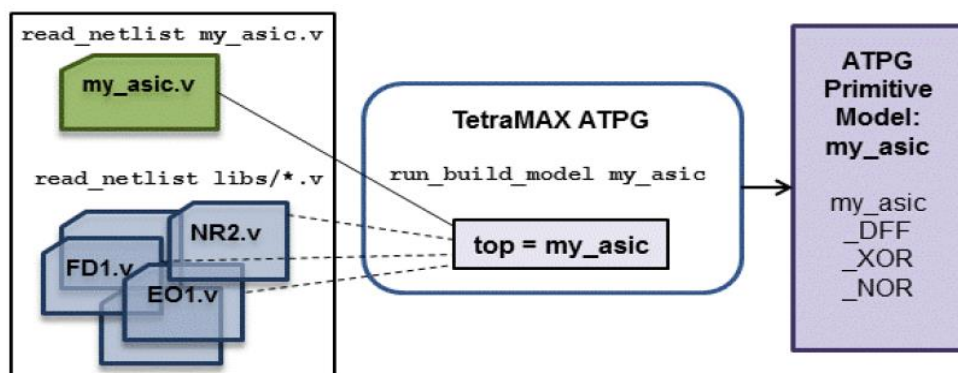 read_netlist my_asic.v
my_asic.v
read_netlist libs/*.v
NR2.v
FD1.v
EO1.v
TetraMAX ATPG
run_build_model my_asic
top = my_asic
ATPG
Primitive
Model:
my_asic
my_asic
_DFF
_XOR
_NOR